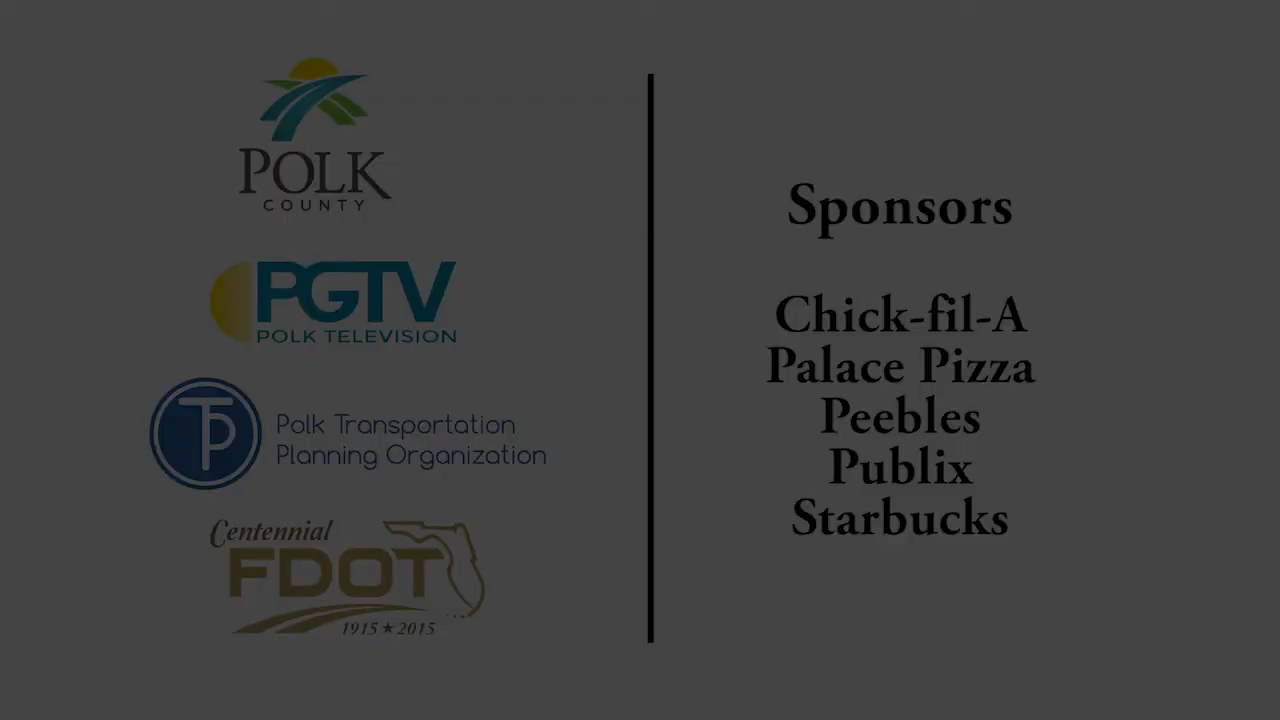 POLK
COUNTY
PGTV
POLK TELEVISION
TP
Polk Transportation
Planning Organization
Centennial
FDOT
1915★2015
Sponsors
Chick-fil-A
Palace Pizza
Peebles
Publix
Starbucks